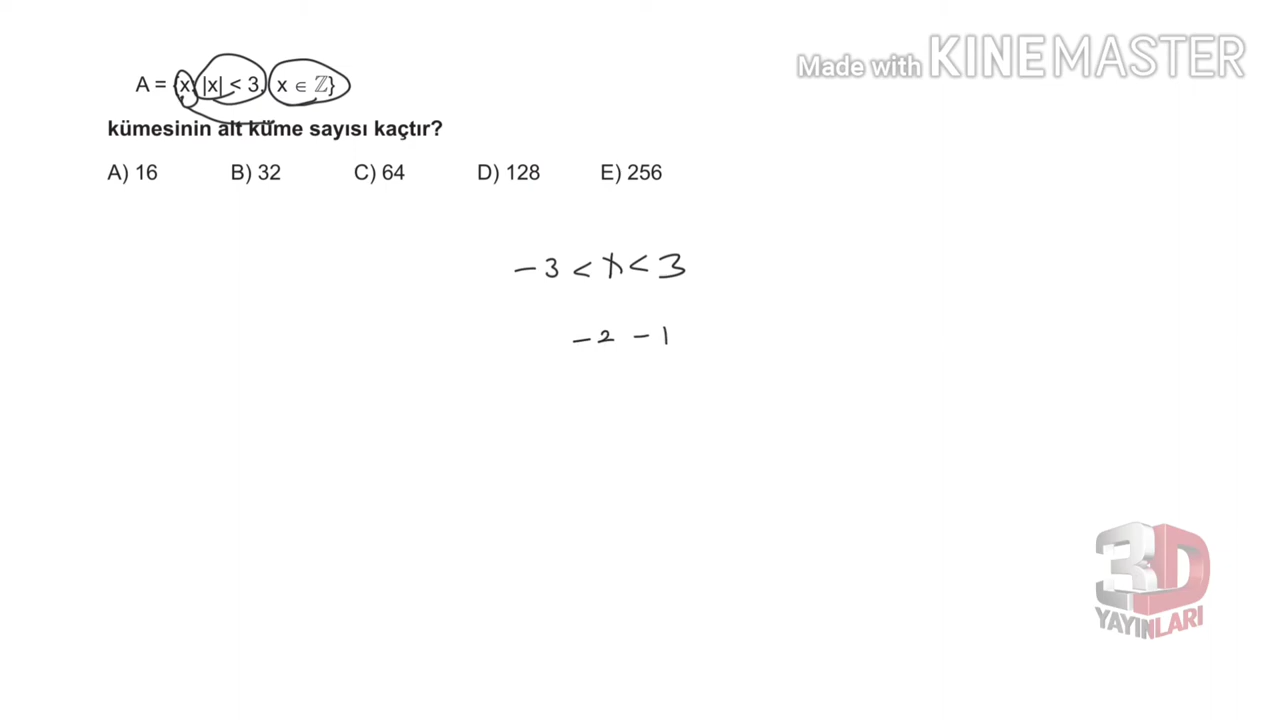 Made with KINEMASTER
A = {x: |x| < 3, x ∈ ℤ}
kümesinin alt küme sayısı kaçtır?
A) 16 B) 32 C) 64 D) 128 E) 256
-3 < x < 3
-2 -1
3D
YAYINLARI